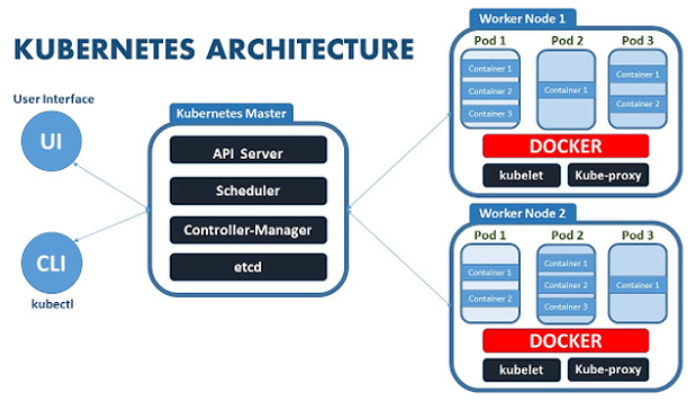 KUBERNETES ARCHITECTURE
User Interface
UI
CLI
kubectl
Kubernetes Master
API Server
Scheduler
Controller-Manager
etcd
Worker Node 1
Pod 1
Pod 2
Pod 3
Container 1
Container 2
Container 3
Container 1
Container 1
Container 2
DOCKER
kubelet
Kube-proxy
Worker Node 2
Pod 1
Pod 2
Pod 3
Container 1
Container 2
Container 1
Container 2
Container 3
Container 1
DOCKER
kubelet
Kube-proxy